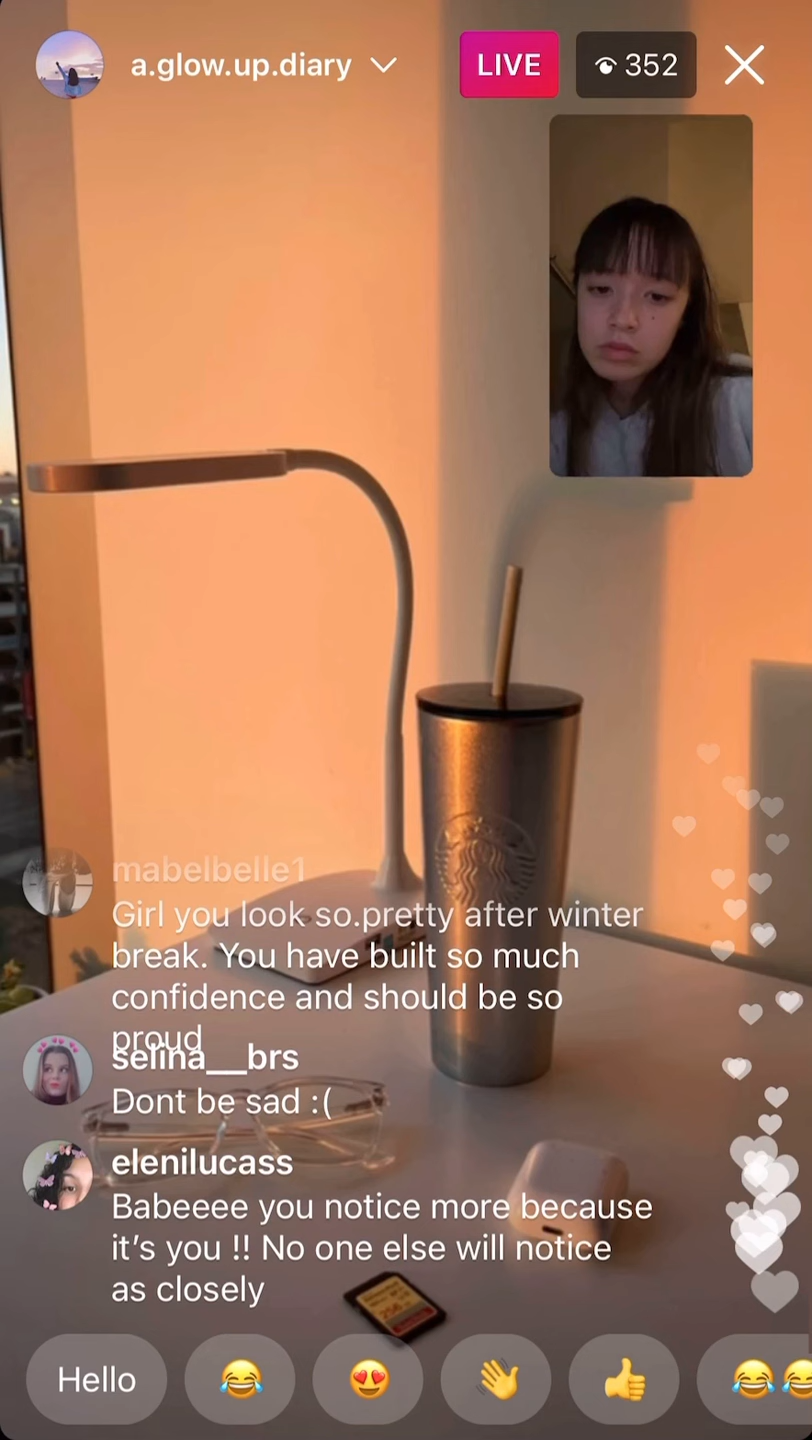 a.glow.up.diary
LIVE
352
mabelbelle1
Girl you look so.pretty after winter
break. You have built so much
confidence and should be so
proud
selina__brs
Dont be sad :(
elenilucass
Babeeee you notice more because
it’s you !! No one else will notice
as closely
Hello 😂 😍 👋 👍 😂😂